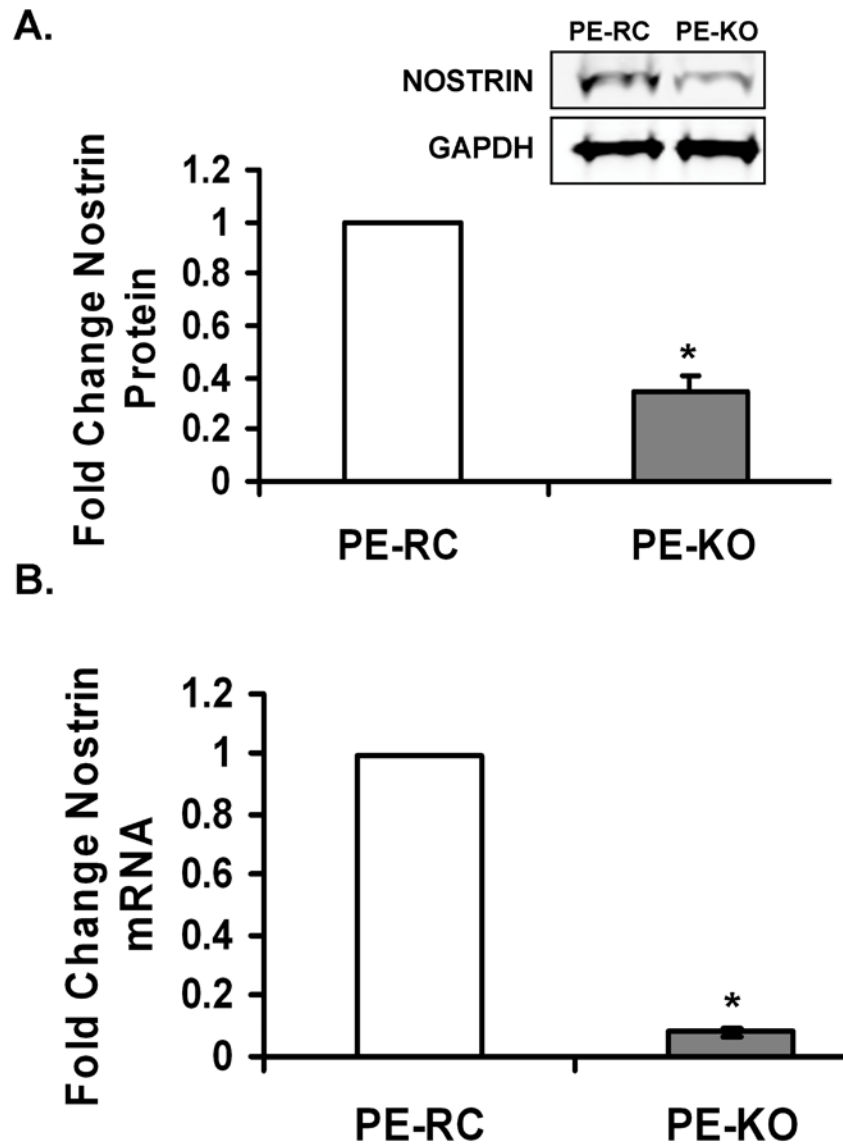 A.
PE-RC PE-KO
NOSTRIN
GAPDH
Fold Change Nostrin
Protein
1.2
1
0.8
0.6
0.4
0.2
0
*
PE-RC PE-KO
B.
Fold Change Nostrin
mRNA
1.2
1
0.8
0.6
0.4
0.2
0
*
PE-RC PE-KO